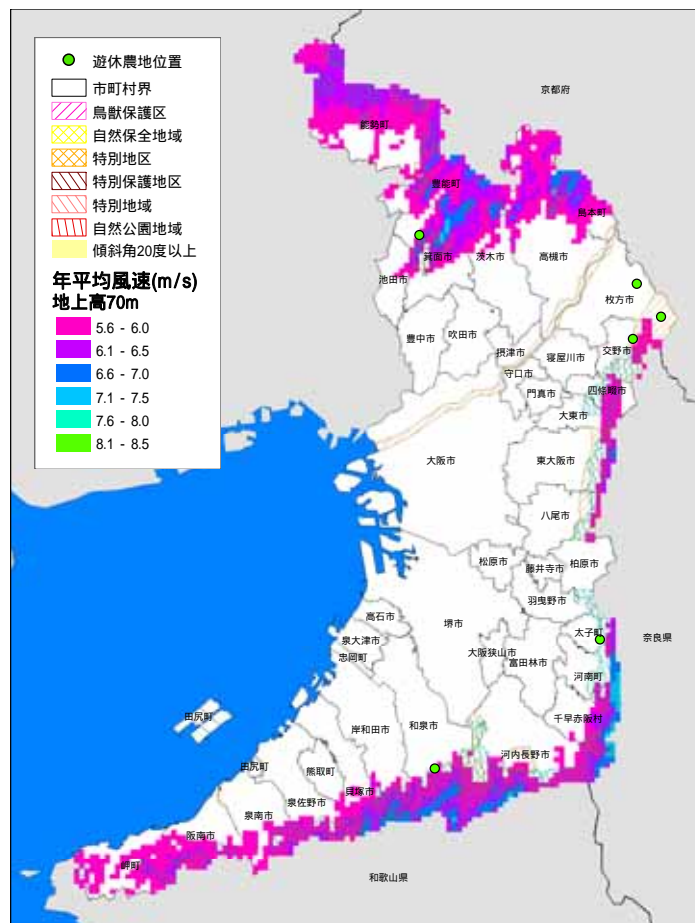 遊休農地位置
市町村界
鳥獣保護区
自然保全地域
特別地区
特別保護地区
特別地域
自然公園地域
傾斜角20度以上
年平均風速(m/s)
地上高70m
5.6 - 6.0
6.1 - 6.5
6.6 - 7.0
7.1 - 7.5
7.6 - 8.0
8.1 - 8.5
京都府
能勢町
豊能町
島本町
箕面市
茨木市
高槻市
池田市
枚方市
豊中市
吹田市
摂津市
寝屋川市
交野市
守口市
門真市
四條畷市
大東市
大阪市
東大阪市
八尾市
松原市
藤井寺市
柏原市
羽曳野市
高石市
堺市
太子町
奈良県
泉大津市
忠岡町
大阪狭山市
富田林市
河南町
田尻町
岸和田市
和泉市
千早赤阪村
河内長野市
田尻町
熊取町
貝塚市
泉佐野市
泉南市
阪南市
岬町
和歌山県